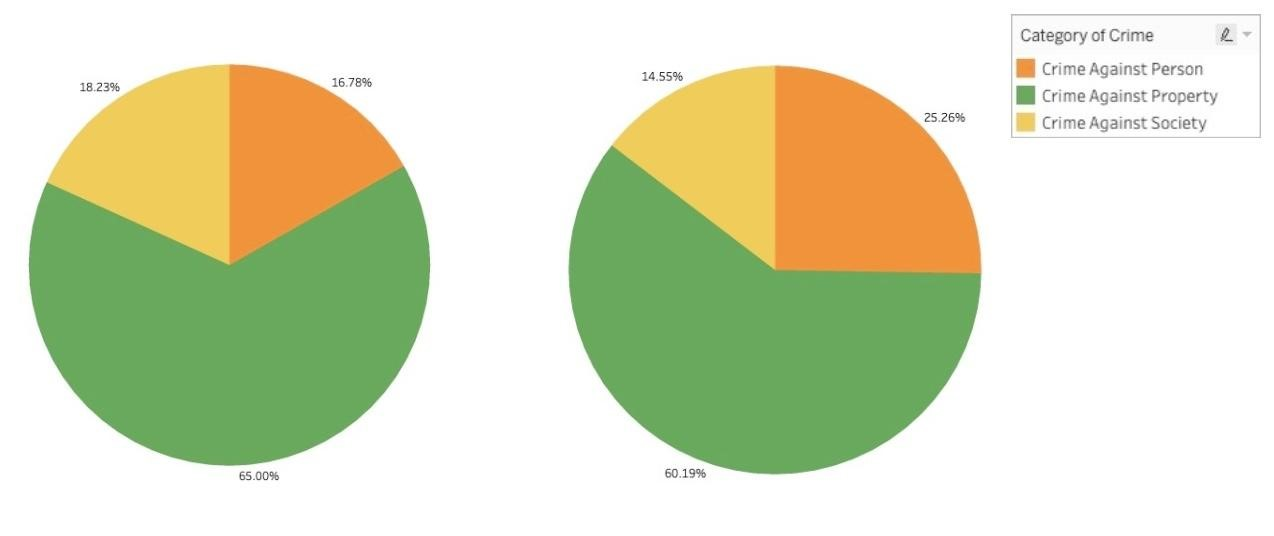 18.23%
16.78%
65.00%
14.55%
25.26%
60.19%
Category of Crime
Crime Against Person
Crime Against Property
Crime Against Society